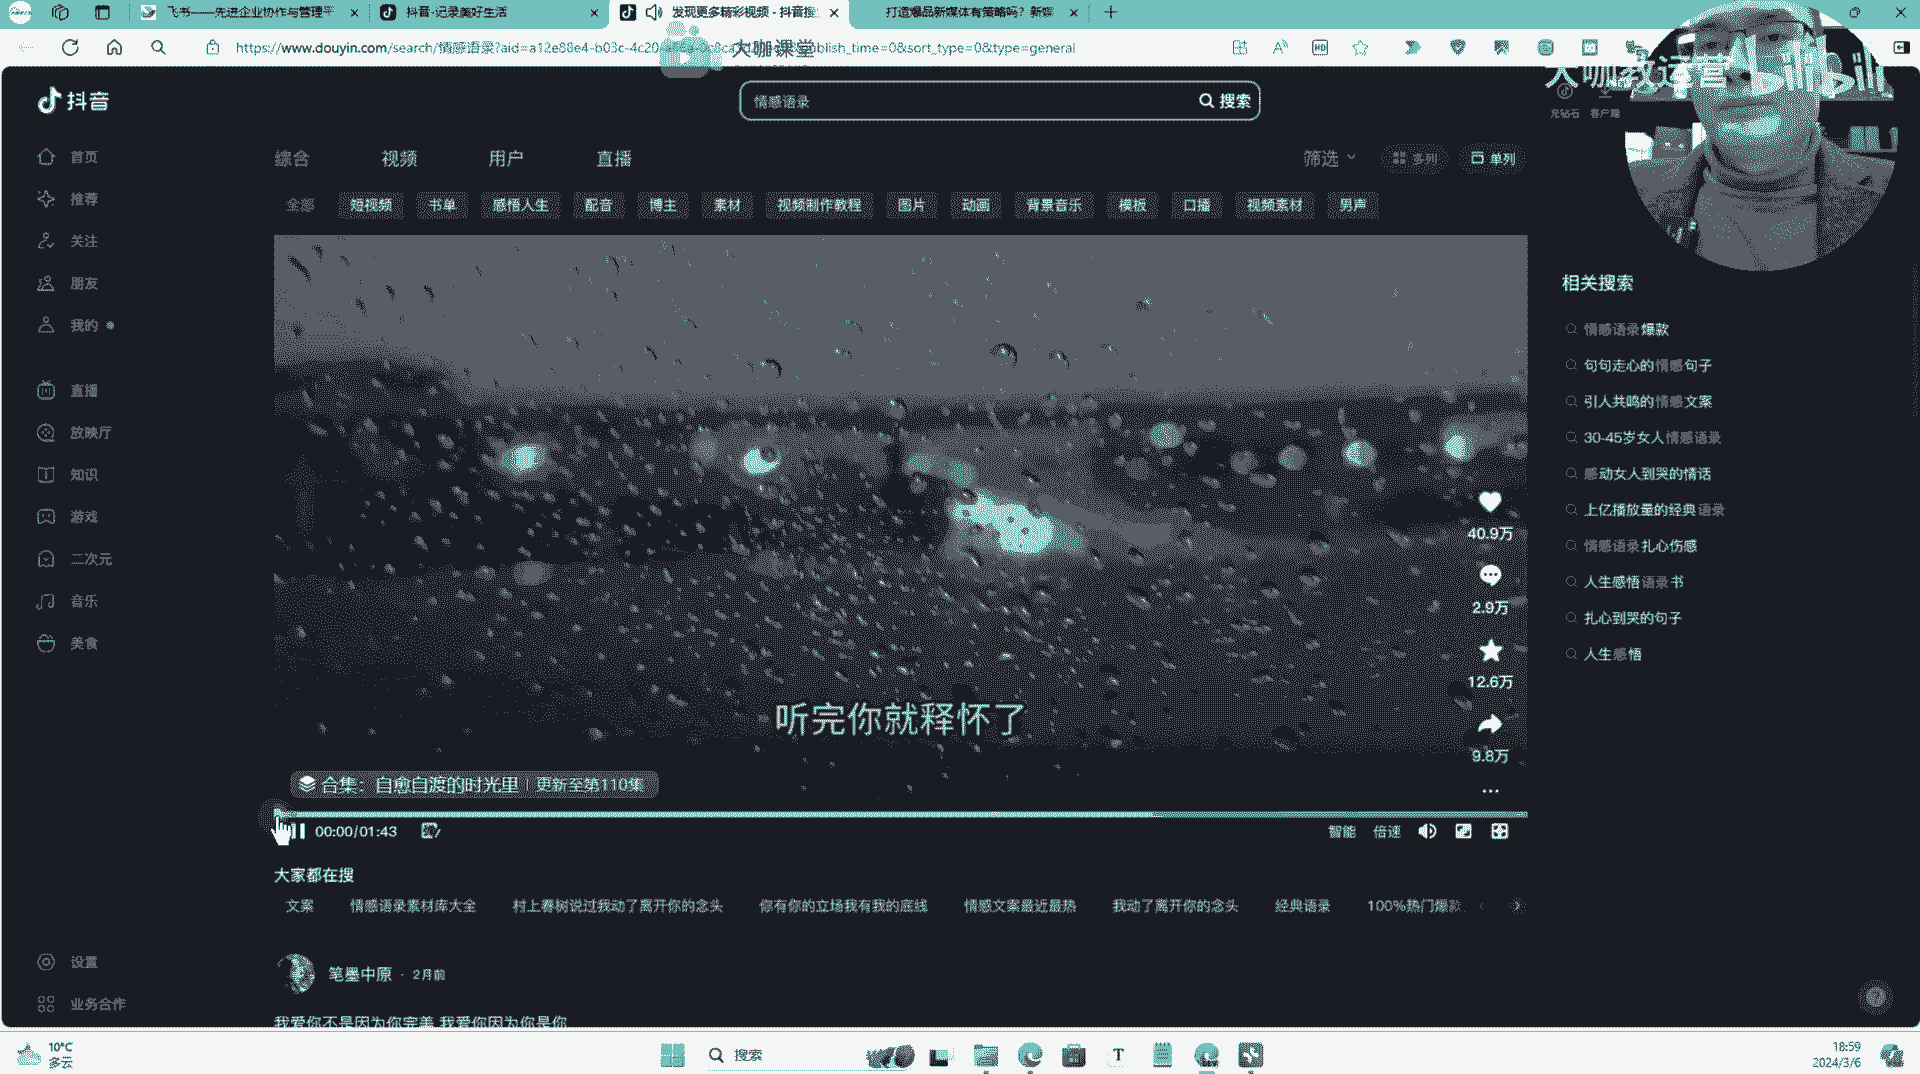 飞书——先进企业协作与管理平
抖音-记录美好生活
发现更多精彩视频 - 抖音搜
打造爆品新媒体有策略吗？新媒
大咖课堂
大咖教运营
bilibili
抖音
情感语录
搜索
充钻石
客户端
首页
推荐
关注
朋友
我的
直播
放映厅
知识
游戏
二次元
音乐
美食
设置
业务合作
综合
视频
用户
直播
筛选
多列
单列
全部
短视频
书单
感悟人生
配音
博主
素材
视频制作教程
图片
动画
背景音乐
模板
口播
视频素材
男声
40.9万
2.9万
12.6万
9.8万
听完你就释怀了
合集：自愈自渡的时光里 | 更新至第110集
00:00/01:43
智能
倍速
相关搜索
情感语录爆款
句句走心的情感句子
引人共鸣的情感文案
30-45岁女人情感语录
感动女人到哭的情话
上亿播放量的经典语录
情感语录扎心伤感
人生感悟语录书
扎心到哭的句子
人生感悟
大家都在搜
文案
情感语录素材库大全
村上春树说过我动了离开你的念头
你有你的立场我有我的底线
情感文案最近最热
我动了离开你的念头
经典语录
100%热门爆款
笔墨中原 · 2月前
我爱你不是因为你完美 我爱你因为你是你
10°C
多云
搜索
18:59
2024/3/6